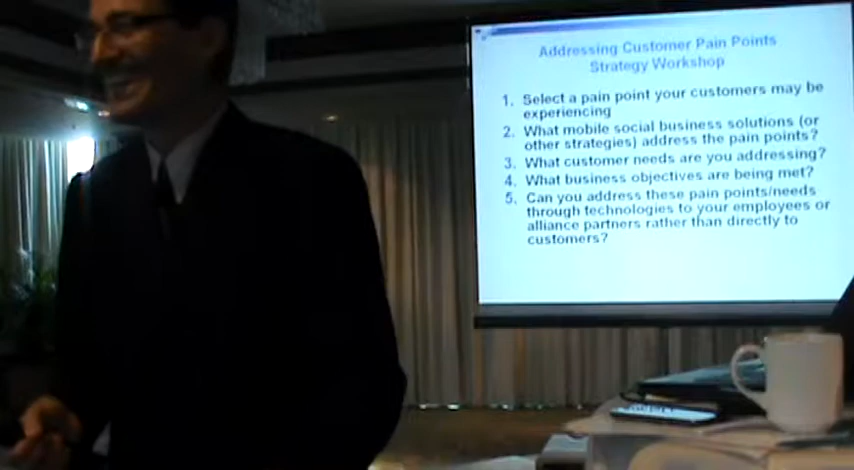 Addressing Customer Pain Points
Strategy Workshop
1. Select a pain point your customers may be
experiencing
2. What mobile social business solutions (or
other strategies) address the pain points?
3. What customer needs are you addressing?
4. What business objectives are being met?
5. Can you address these pain points/needs
through technologies to your employees or
alliance partners rather than directly to
customers?